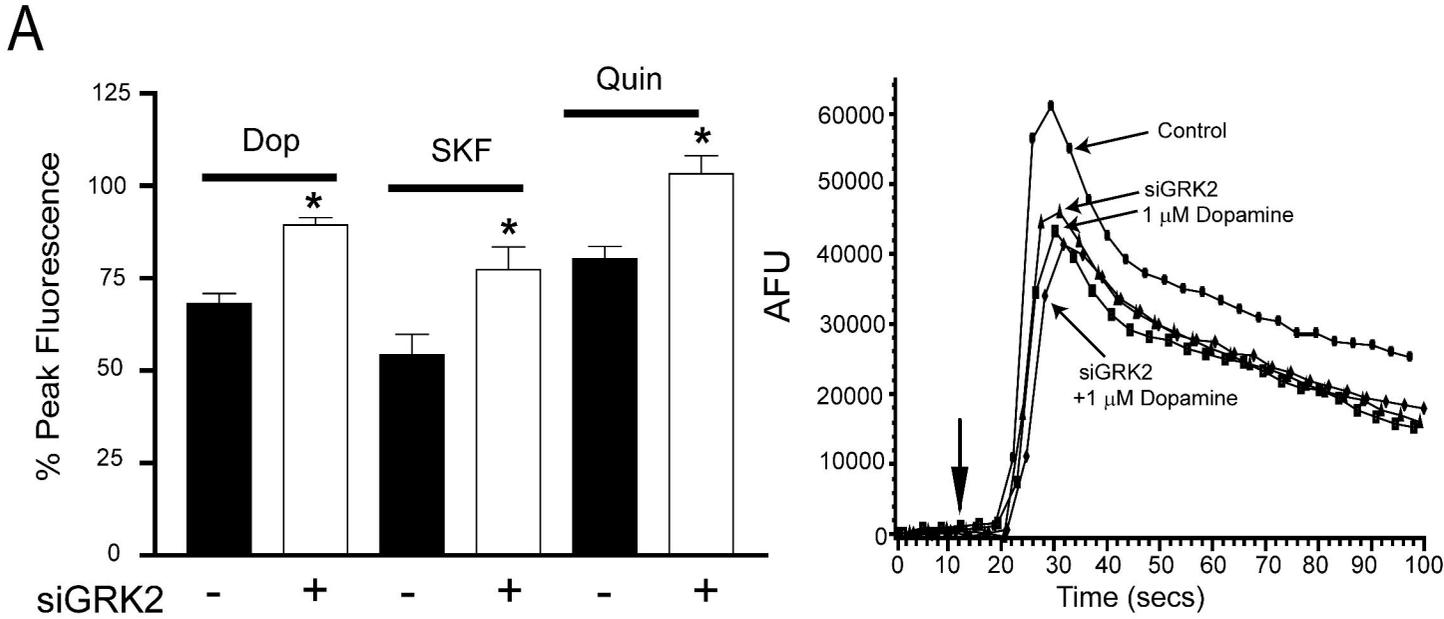 A
Dop
SKF
Quin
125
100
75
50
25
0
% Peak Fluorescence
*
*
*
siGRK2
- + - + - +
60000
50000
40000
30000
20000
10000
0
AFU
Control
siGRK2
1 μM Dopamine
siGRK2
+1 μM Dopamine
0 10 20 30 40 50 60 70 80 90 100
Time (secs)